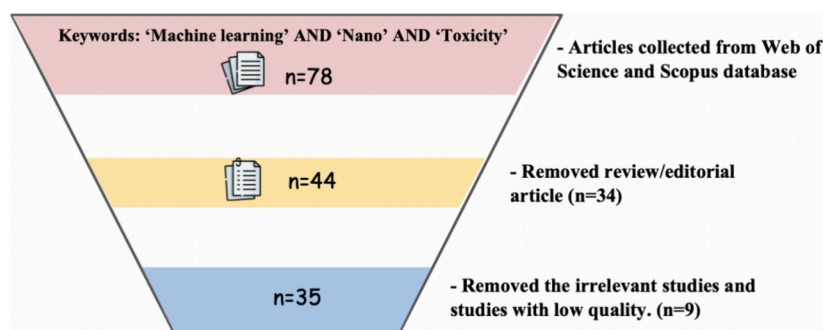 Keywords: ‘Machine learning’ AND ‘Nano’ AND ‘Toxicity’
n=78
- Articles collected from Web of
Science and Scopus database
n=44
- Removed review/editorial
article (n=34)
n=35
- Removed the irrelevant studies and
studies with low quality. (n=9)